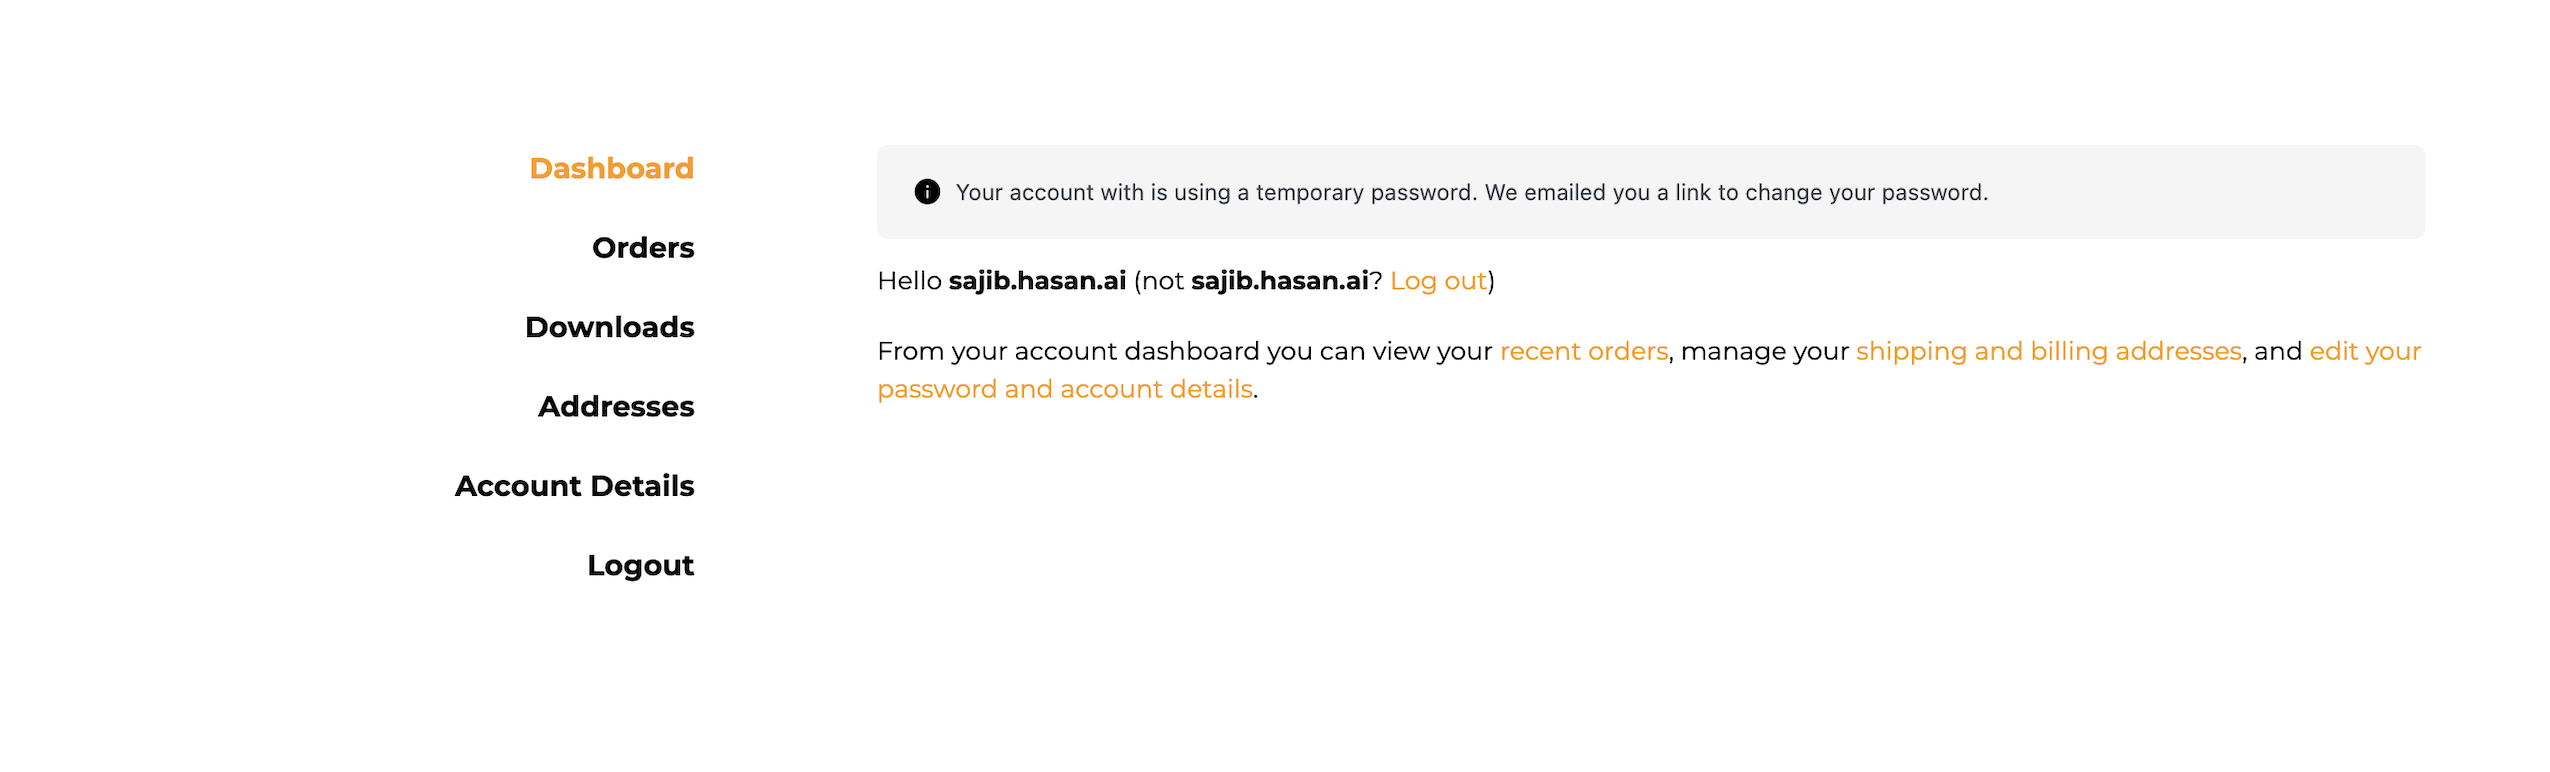 Dashboard
Orders
Downloads
Addresses
Account Details
Logout
Your account with is using a temporary password. We emailed you a link to change your password.
Hello sajib.hasan.ai (not sajib.hasan.ai? Log out)
From your account dashboard you can view your recent orders, manage your shipping and billing addresses, and edit your
password and account details.